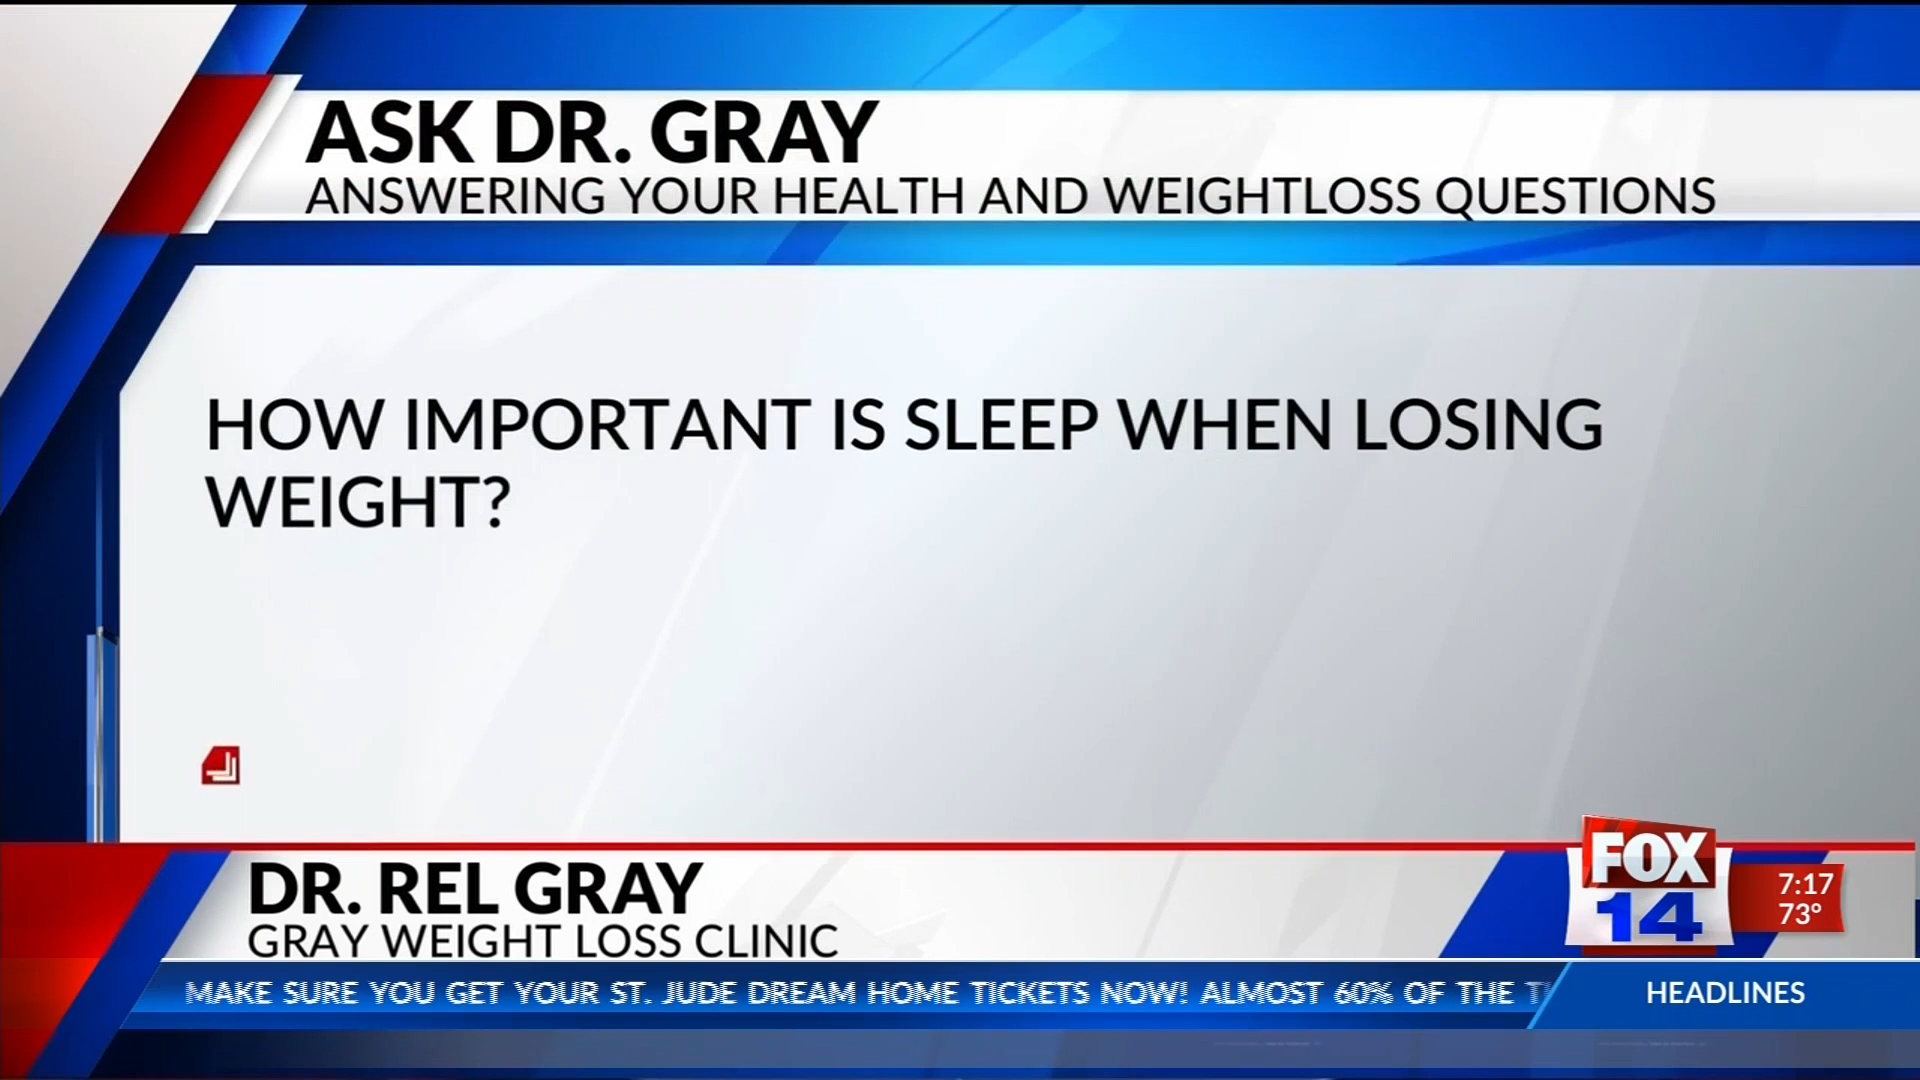 ASK DR. GRAY
ANSWERING YOUR HEALTH AND WEIGHTLOSS QUESTIONS
HOW IMPORTANT IS SLEEP WHEN LOSING
WEIGHT?
DR. REL GRAY
GRAY WEIGHT LOSS CLINIC
FOX
14
7:17
73°
MAKE SURE YOU GET YOUR ST. JUDE DREAM HOME TICKETS NOW! ALMOST 60% OF THE
HEADLINES